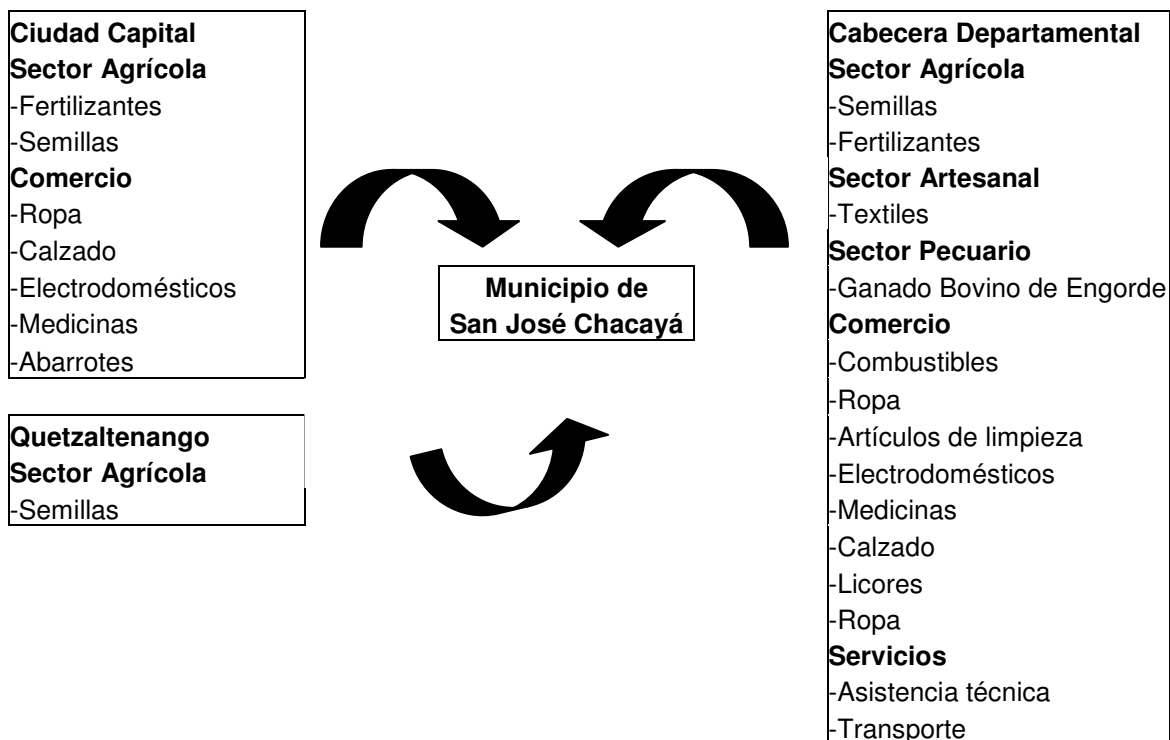 Ciudad Capital
Sector Agrícola
-Fertilizantes
-Semillas
Comercio
-Ropa
-Calzado
-Electrodomésticos
-Medicinas
-Abarrotes
Quetzaltenango
Sector Agrícola
-Semillas
Municipio de
San José Chacayá
Cabecera Departamental
Sector Agrícola
-Semillas
-Fertilizantes
Sector Artesanal
-Textiles
Sector Pecuario
-Ganado Bovino de Engorde
Comercio
-Combustibles
-Ropa
-Artículos de limpieza
-Electrodomésticos
-Medicinas
-Calzado
-Licores
-Ropa
Servicios
-Asistencia técnica
-Transporte